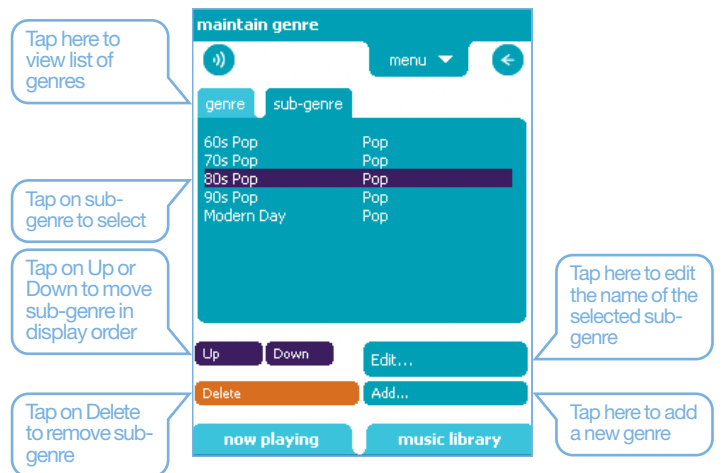 maintain genre
Tap here to
view list of
genres
menu
genre
sub-genre
60s Pop Pop
70s Pop Pop
80s Pop Pop
90s Pop Pop
Modern Day Pop
Tap on sub-
genre to select
Tap on Up or
Down to move
sub-genre in
display order
Tap here to edit
the name of the
selected sub-
genre
Up
Down
Edit...
Delete
Add...
Tap on Delete
to remove sub-
genre
Tap here to add
a new genre
now playing
music library